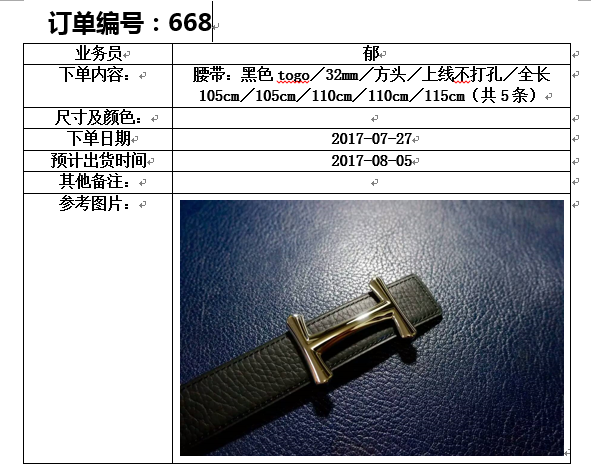 订单编号：668
业务员 郁
下单内容： 腰带：黑色 togo／32mm／方头／上线不打孔／全长
105cm／105cm／110cm／110cm／115cm（共 5 条）
尺寸及颜色：
下单日期 2017-07-27
预计出货时间 2017-08-05
其他备注：
参考图片：